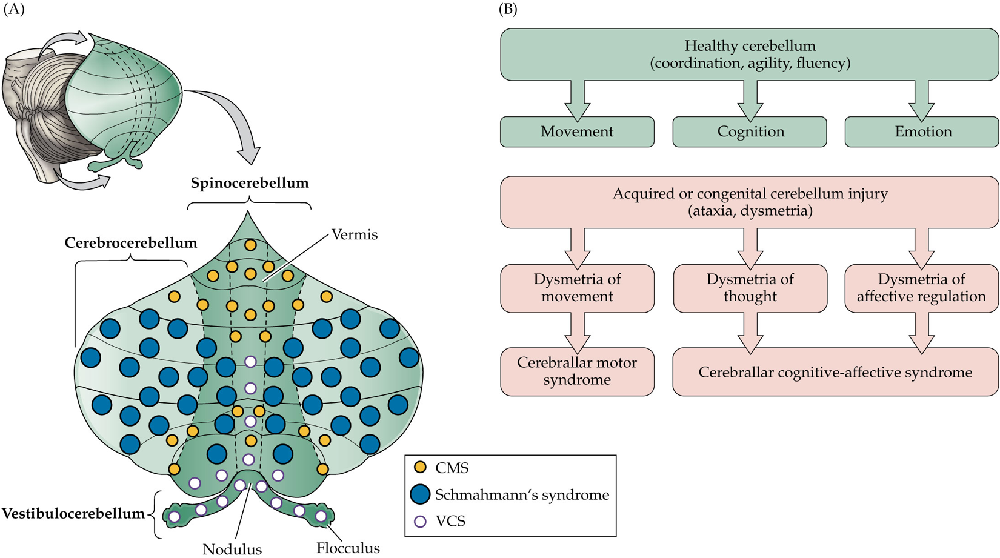 (A)
Spinocerebellum
Vermis
Cerebrocerebellum
Vestibulocerebellum
Nodulus
Flocculus
CMS
Schmahmann’s syndrome
VCS
(B)
Healthy cerebellum
(coordination, agility, fluency)
Movement
Cognition
Emotion
Acquired or congenital cerebellum injury
(ataxia, dysmetria)
Dysmetria of
movement
Dysmetria of
thought
Dysmetria of
affective regulation
Cerebrallar motor
syndrome
Cerebrallar cognitive-affective syndrome